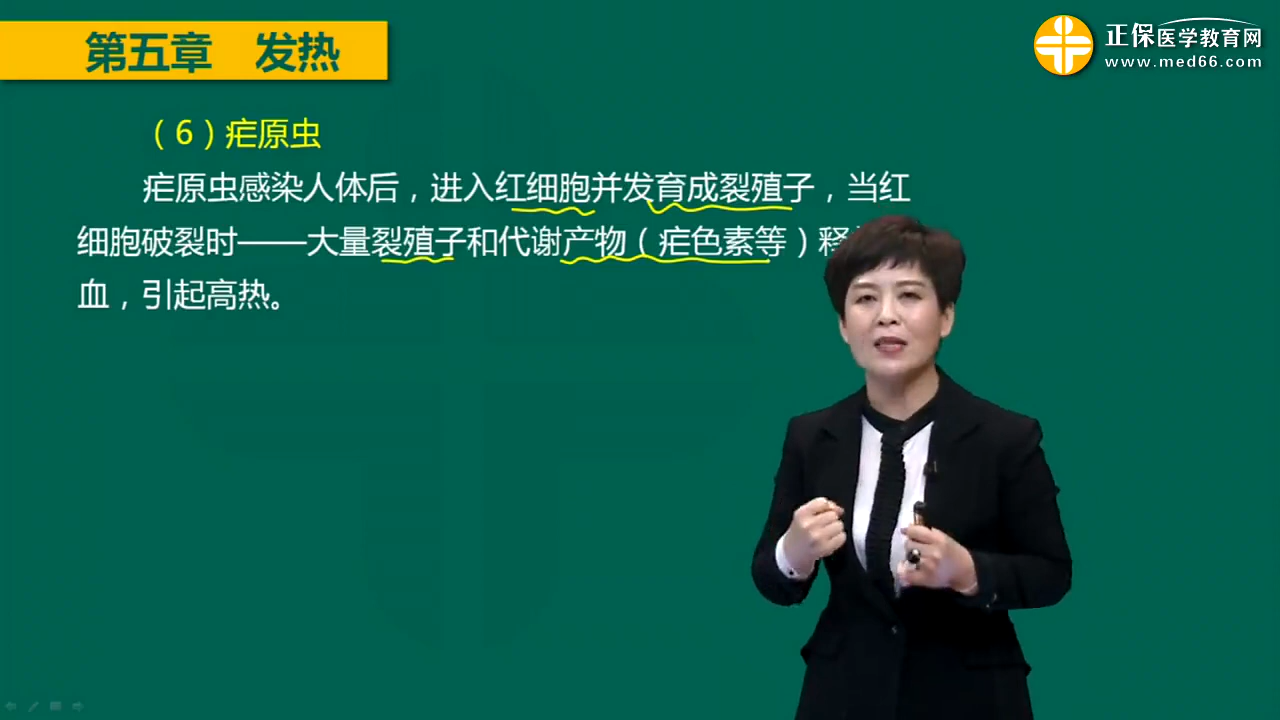 第五章 发热
正保医学教育网
www.med66.com
（6）疟原虫
疟原虫感染人体后，进入红细胞并发育成裂殖子，当红
细胞破裂时——大量裂殖子和代谢产物（疟色素等）释
血，引起高热。